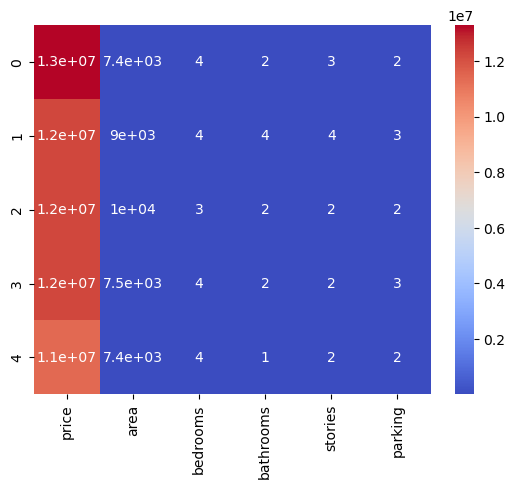 1e7
0 1.3e+07 7.4e+03 4 2 3 2
1 1.2e+07 9e+03 4 4 4 3
2 1.2e+07 1e+04 3 2 2 2
3 1.2e+07 7.5e+03 4 2 2 3
4 1.1e+07 7.4e+03 4 1 2 2
price area bedrooms bathrooms stories parking
1.2
1.0
0.8
0.6
0.4
0.2